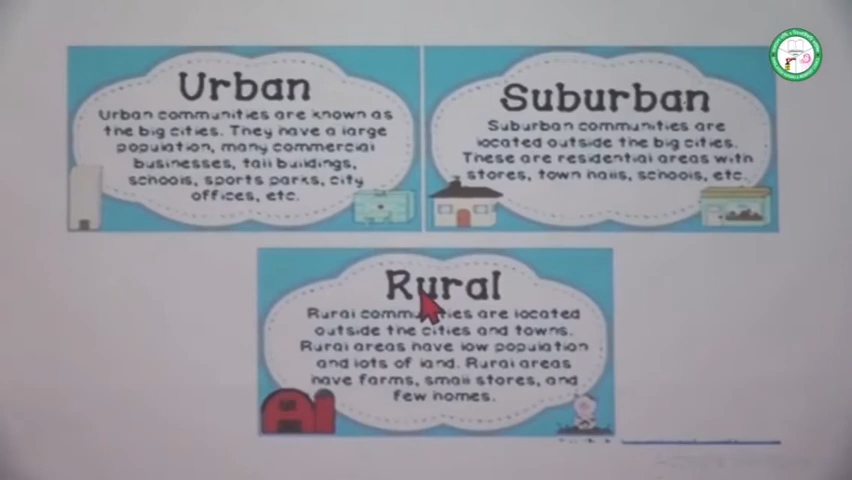 Urban
Urban communities are known as
the big cities. They have a large
population, many commercial
businesses, tall buildings,
schools, sports parks, city
offices, etc.
Suburban
Suburban communities are
located outside the big cities.
These are residential areas with
stores, town halls, schools, etc.
Rural
Rural communities are located
outside the cities and towns.
Rural areas have low population
and lots of land. Rural areas
have farms, small stores, and
few homes.